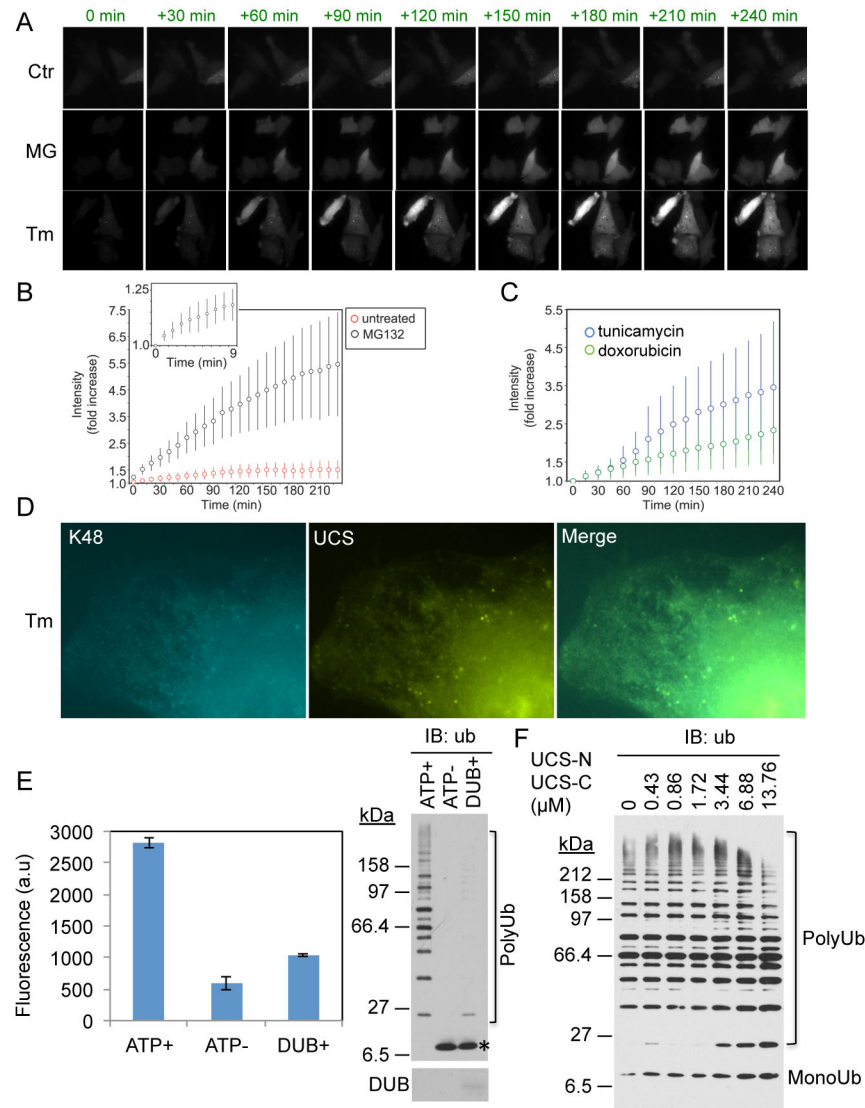 A
0 min +30 min +60 min +90 min +120 min +150 min +180 min +210 min +240 min
Ctr
MG
Tm
B
1.25
1.0
0 9
Time (min)
7.5
6.5
5.5
4.5
3.5
2.5
1.5
1.0
Intensity
(fold increase)
0 30 60 90 120 150 180 210
Time (min)
untreated
MG132
C
5.5
4.5
3.5
2.5
1.5
1.0
Intensity
(fold increase)
tunicamycin
doxorubicin
0 30 60 90 120 150 180 210 240
Time (min)
D
Tm
K48
UCS
Merge
E
Fluorescence (a.u)
3000
2500
2000
1500
1000
500
0
ATP+ ATP- DUB+
IB: ub
ATP+ ATP- DUB+
kDa
158
97
66.4
27
6.5
PolyUb
*
DUB
F
IB: ub
UCS-N
UCS-C
(µM)
0 0.43 0.86 1.72 3.44 6.88 13.76
kDa
212
158
97
66.4
27
6.5
PolyUb
MonoUb